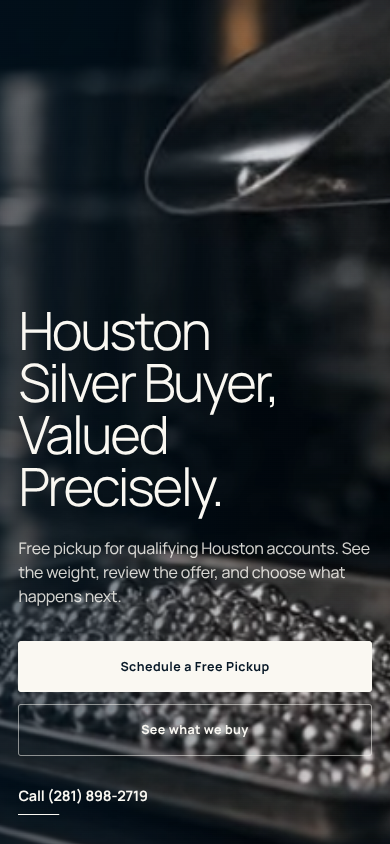 Houston
Silver Buyer,
Valued
Precisely.
Free pickup for qualifying Houston accounts. See
the weight, review the offer, and choose what
happens next.
Schedule a Free Pickup
See what we buy
Call (281) 898-2719